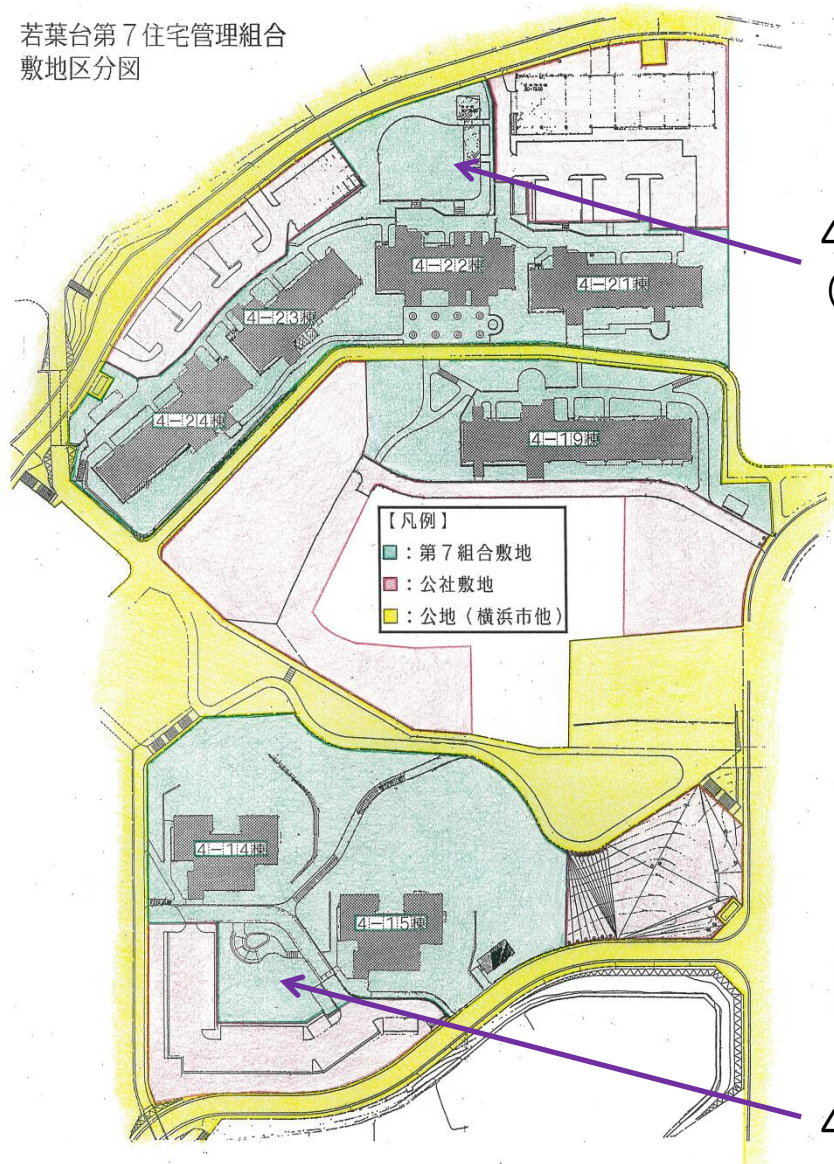 若葉台第７住宅管理組合
敷地区分図
4
（
4－22棟
4－21棟
4－23棟
4－24棟
4－19棟
【凡例】
：第７組合敷地
：公社敷地
：公地（横浜市他）
4－14棟
4－15棟
4